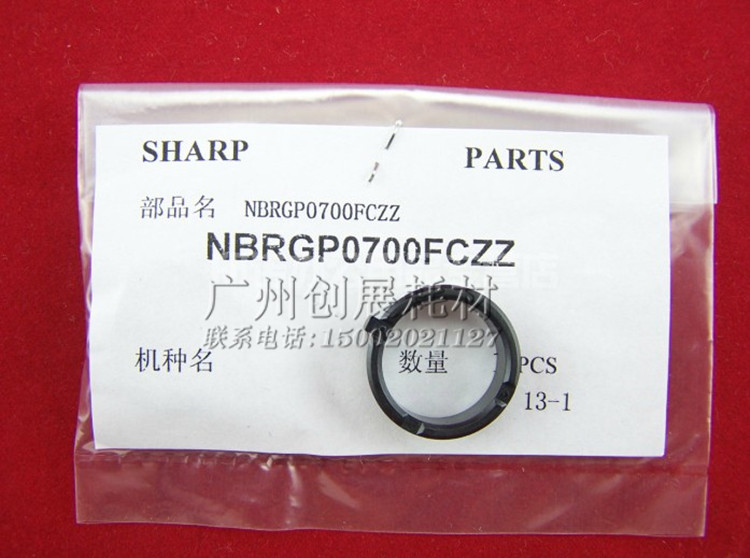 SHARP PARTS
部品名 NBRGP0700FCZZ
NBRGP0700FCZZ
广州创展耗材
联系电话:15002021127
机种名 数量 PCS
13-1